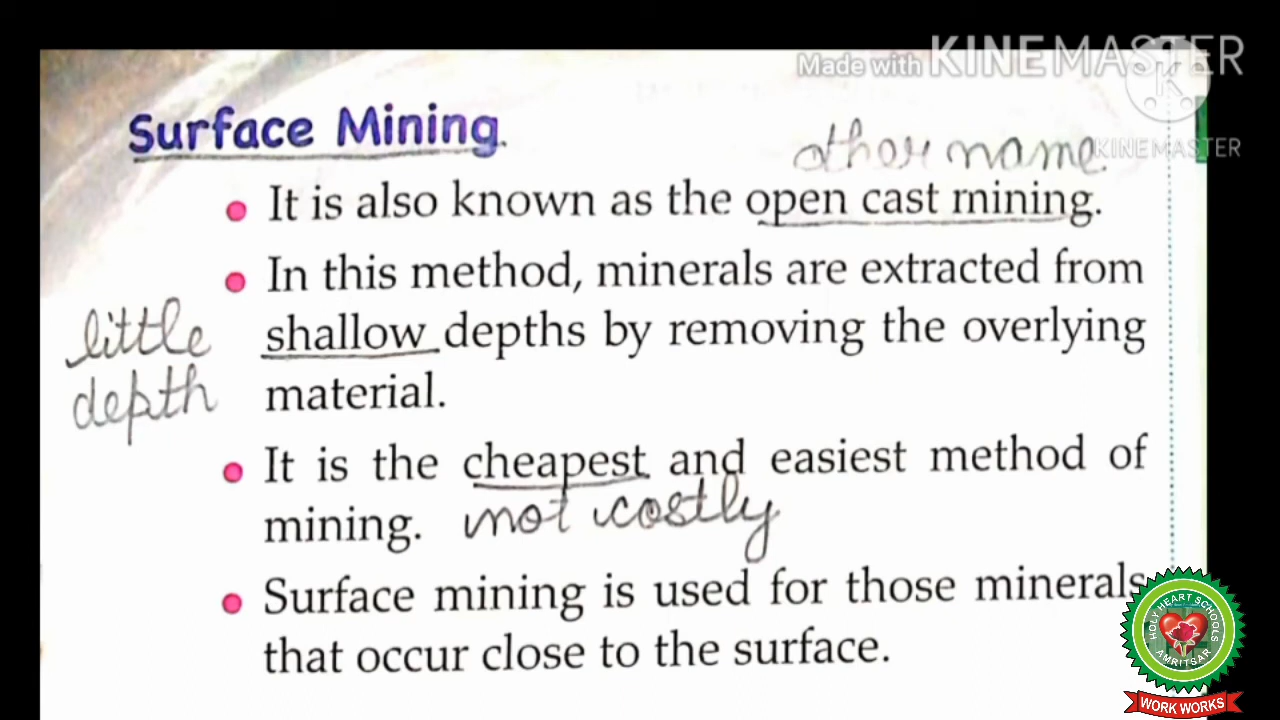 Made with KINEMASTER
K
KINEMASTER
Surface Mining.
other name
• It is also known as the open cast mining.
• In this method, minerals are extracted from
little
shallow depths by removing the overlying
depth
material.
• It is the cheapest and easiest method of
mining. not costly
• Surface mining is used for those minerals
that occur close to the surface.
HOLY HEART SCHOOLS
AMRITSAR
WORK WORKS